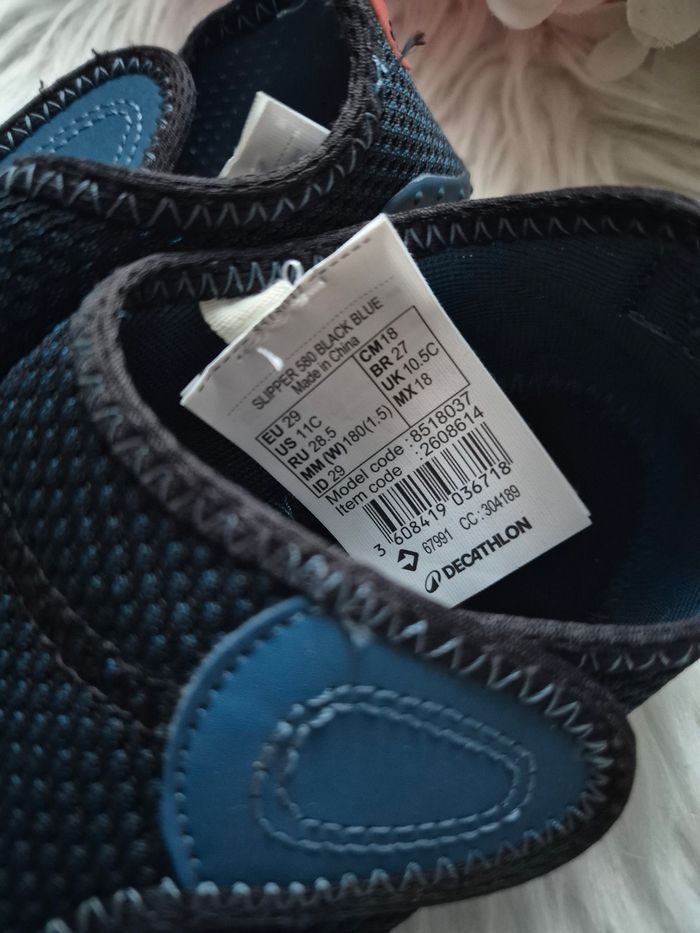 SLIPPER 580 BLACK BLUE
Made in China
EU 29 CM 18
US 11C BR 27
RU 28.5 UK 10.5C
MM (W) 180(1.5) MX 18
ID 29
Model code : 8518037
Item code : 2608614
3 608419 036718
67991 CC: 304189
DECATHLON